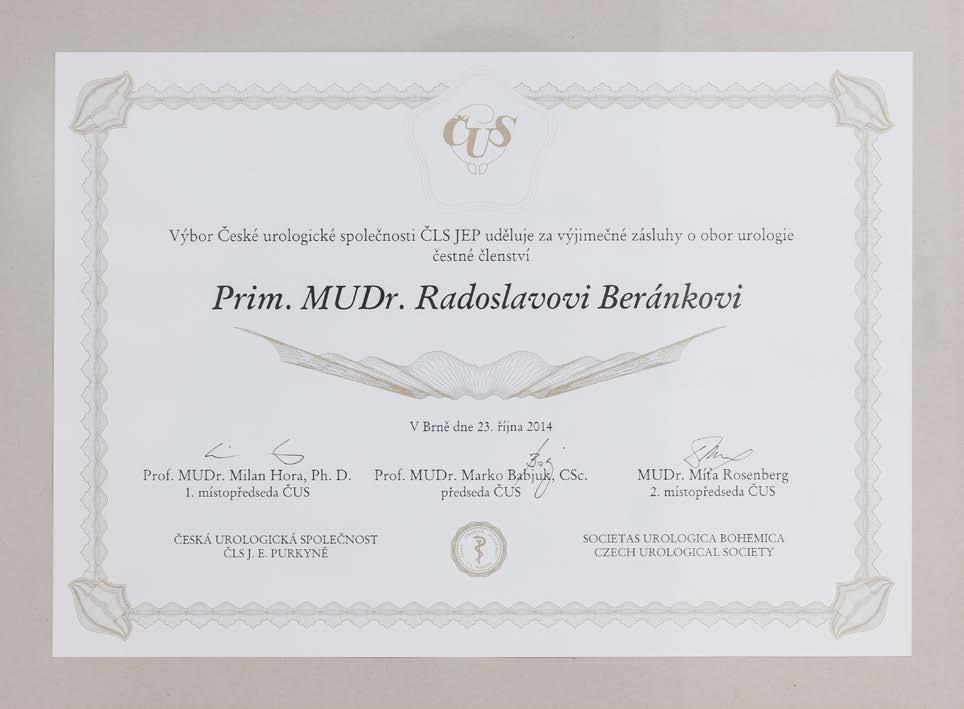 ČUS
Výbor České urologické společnosti ČLS JEP uděluje za výjimečné zásluhy o obor urologie
čestné členství
Prim. MUDr. Radoslavovi Beránkovi
V Brně dne 23. října 2014
Prof. MUDr. Milan Hora, Ph. D.
1. místopředseda ČUS
Prof. MUDr. Marko Babjuk, CSc.
předseda ČUS
MUDr. Míťa Rosenberg
2. místopředseda ČUS
ČESKÁ UROLOGICKÁ SPOLEČNOST
ČLS J. E. PURKYNĚ
SOCIETAS UROLOGICA BOHEMICA
CZECH UROLOGICAL SOCIETY